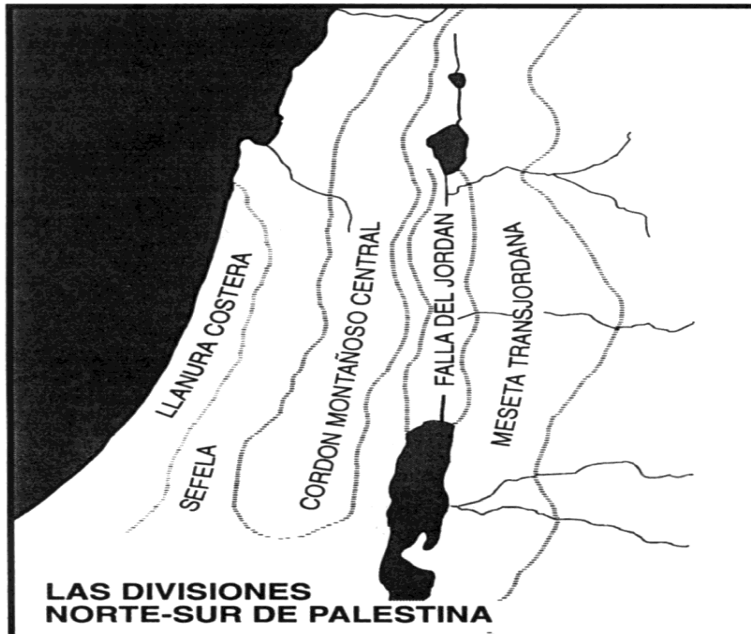 LLANURA COSTERA
SEFELA
CORDON MONTAÑOSO CENTRAL
FALLA DEL JORDAN
MESETA TRANSJORDANA
LAS DIVISIONES
NORTE-SUR DE PALESTINA